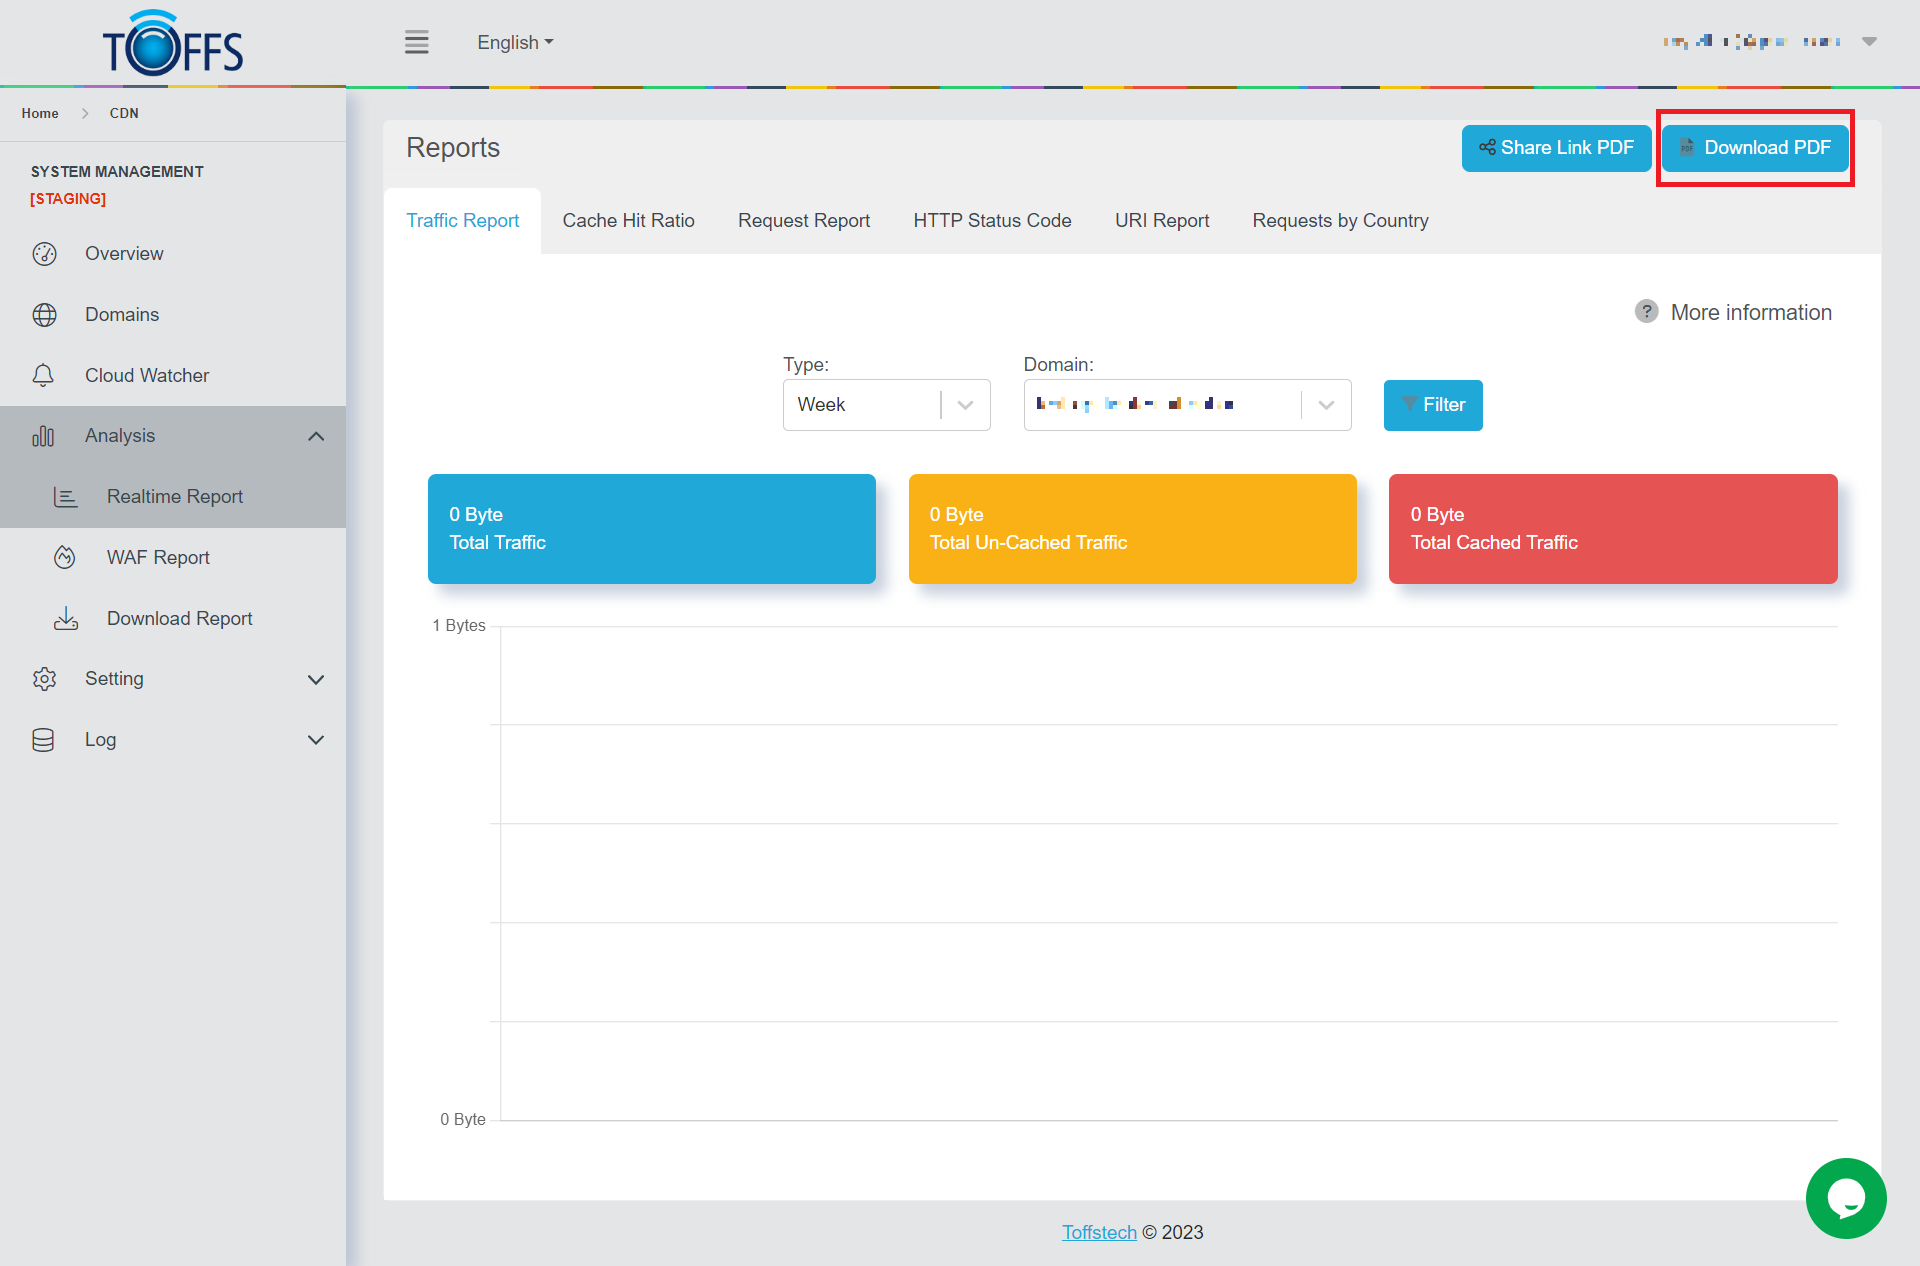 TOFFS
English
Home > CDN
SYSTEM MANAGEMENT
[STAGING]
Overview
Domains
Cloud Watcher
Analysis
Realtime Report
WAF Report
Download Report
Setting
Log
Reports
Share Link PDF
PDF Download PDF
Traffic Report
Cache Hit Ratio
Request Report
HTTP Status Code
URI Report
Requests by Country
? More information
Type:
Week
Domain:
Filter
0 Byte
Total Traffic
0 Byte
Total Un-Cached Traffic
0 Byte
Total Cached Traffic
1 Bytes
0 Byte
Toffstech © 2023